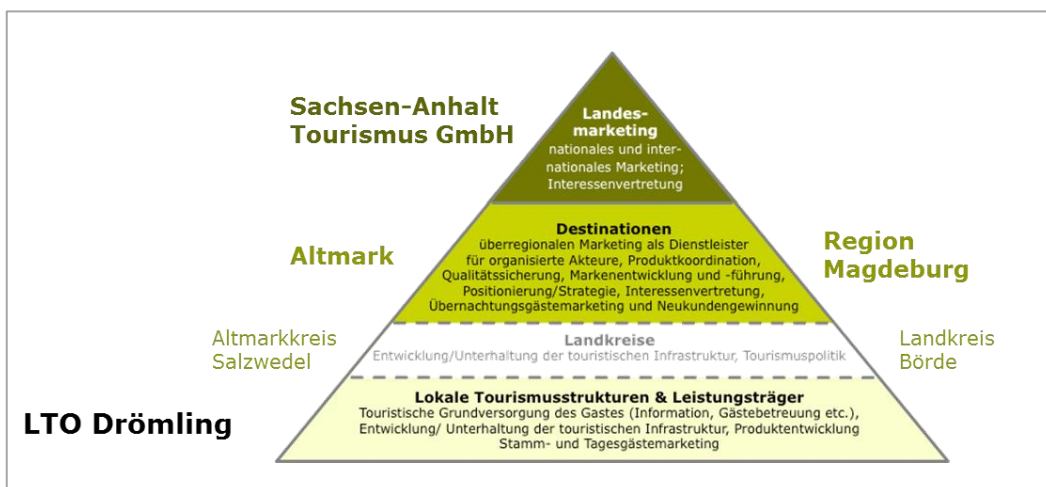 Sachsen-Anhalt
Tourismus GmbH
Landes-
marketing
nationales und inter-
nationales Marketing;
Interessenvertretung
Altmark
Destinationen
überregionalen Marketing als Dienstleister
für organisierte Akteure, Produktkoordination,
Qualitätssicherung, Markenentwicklung und -führung,
Positionierung/Strategie, Interessenvertretung,
Übernachtungsgästemarketing und Neukundengewinnung
Region
Magdeburg
Altmarkkreis
Salzwedel
Landkreise
Entwicklung/Unterhaltung der touristischen Infrastruktur, Tourismuspolitik
Landkreis
Börde
LTO Drömling
Lokale Tourismusstrukturen & Leistungsträger
Touristische Grundversorgung des Gastes (Information, Gästebetreuung etc.),
Entwicklung/ Unterhaltung der touristischen Infrastruktur, Produktentwicklung
Stamm- und Tagesgästemarketing